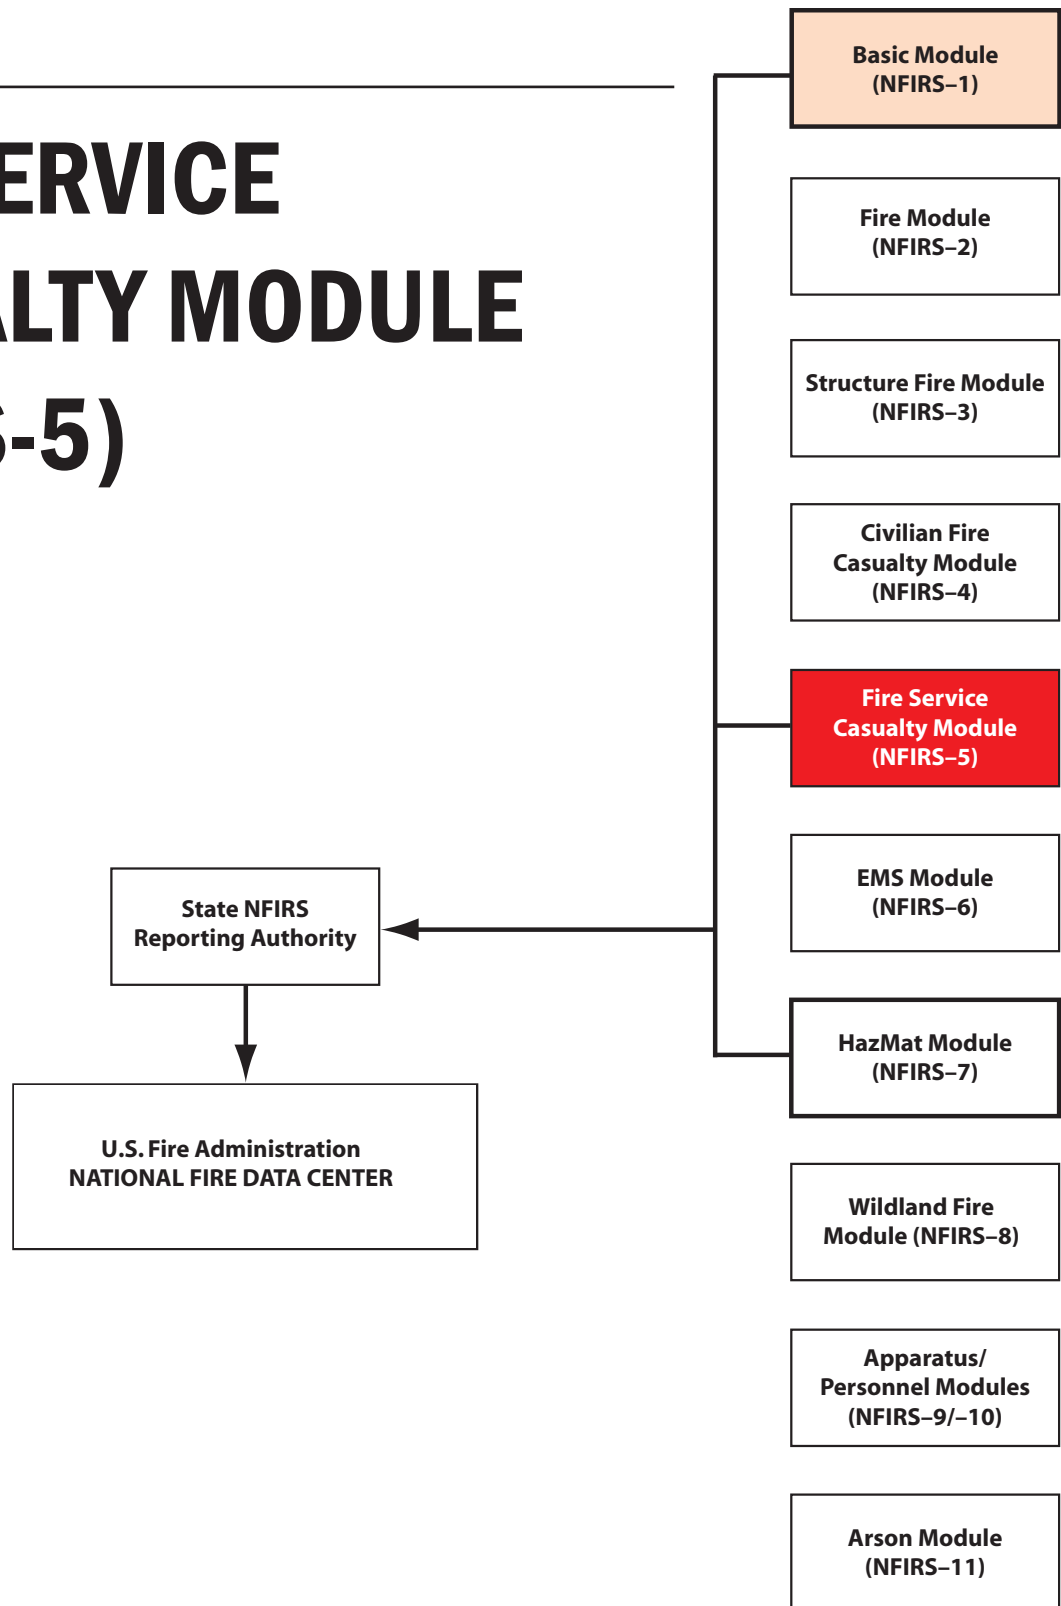 ERVICE
ALTY MODULE
S-5)
Basic Module
(NFIRS–1)
Fire Module
(NFIRS–2)
Structure Fire Module
(NFIRS–3)
Civilian Fire
Casualty Module
(NFIRS–4)
Fire Service
Casualty Module
(NFIRS–5)
EMS Module
(NFIRS–6)
State NFIRS
Reporting Authority
HazMat Module
(NFIRS–7)
U.S. Fire Administration
NATIONAL FIRE DATA CENTER
Wildland Fire
Module (NFIRS–8)
Apparatus/
Personnel Modules
(NFIRS–9/–10)
Arson Module
(NFIRS–11)